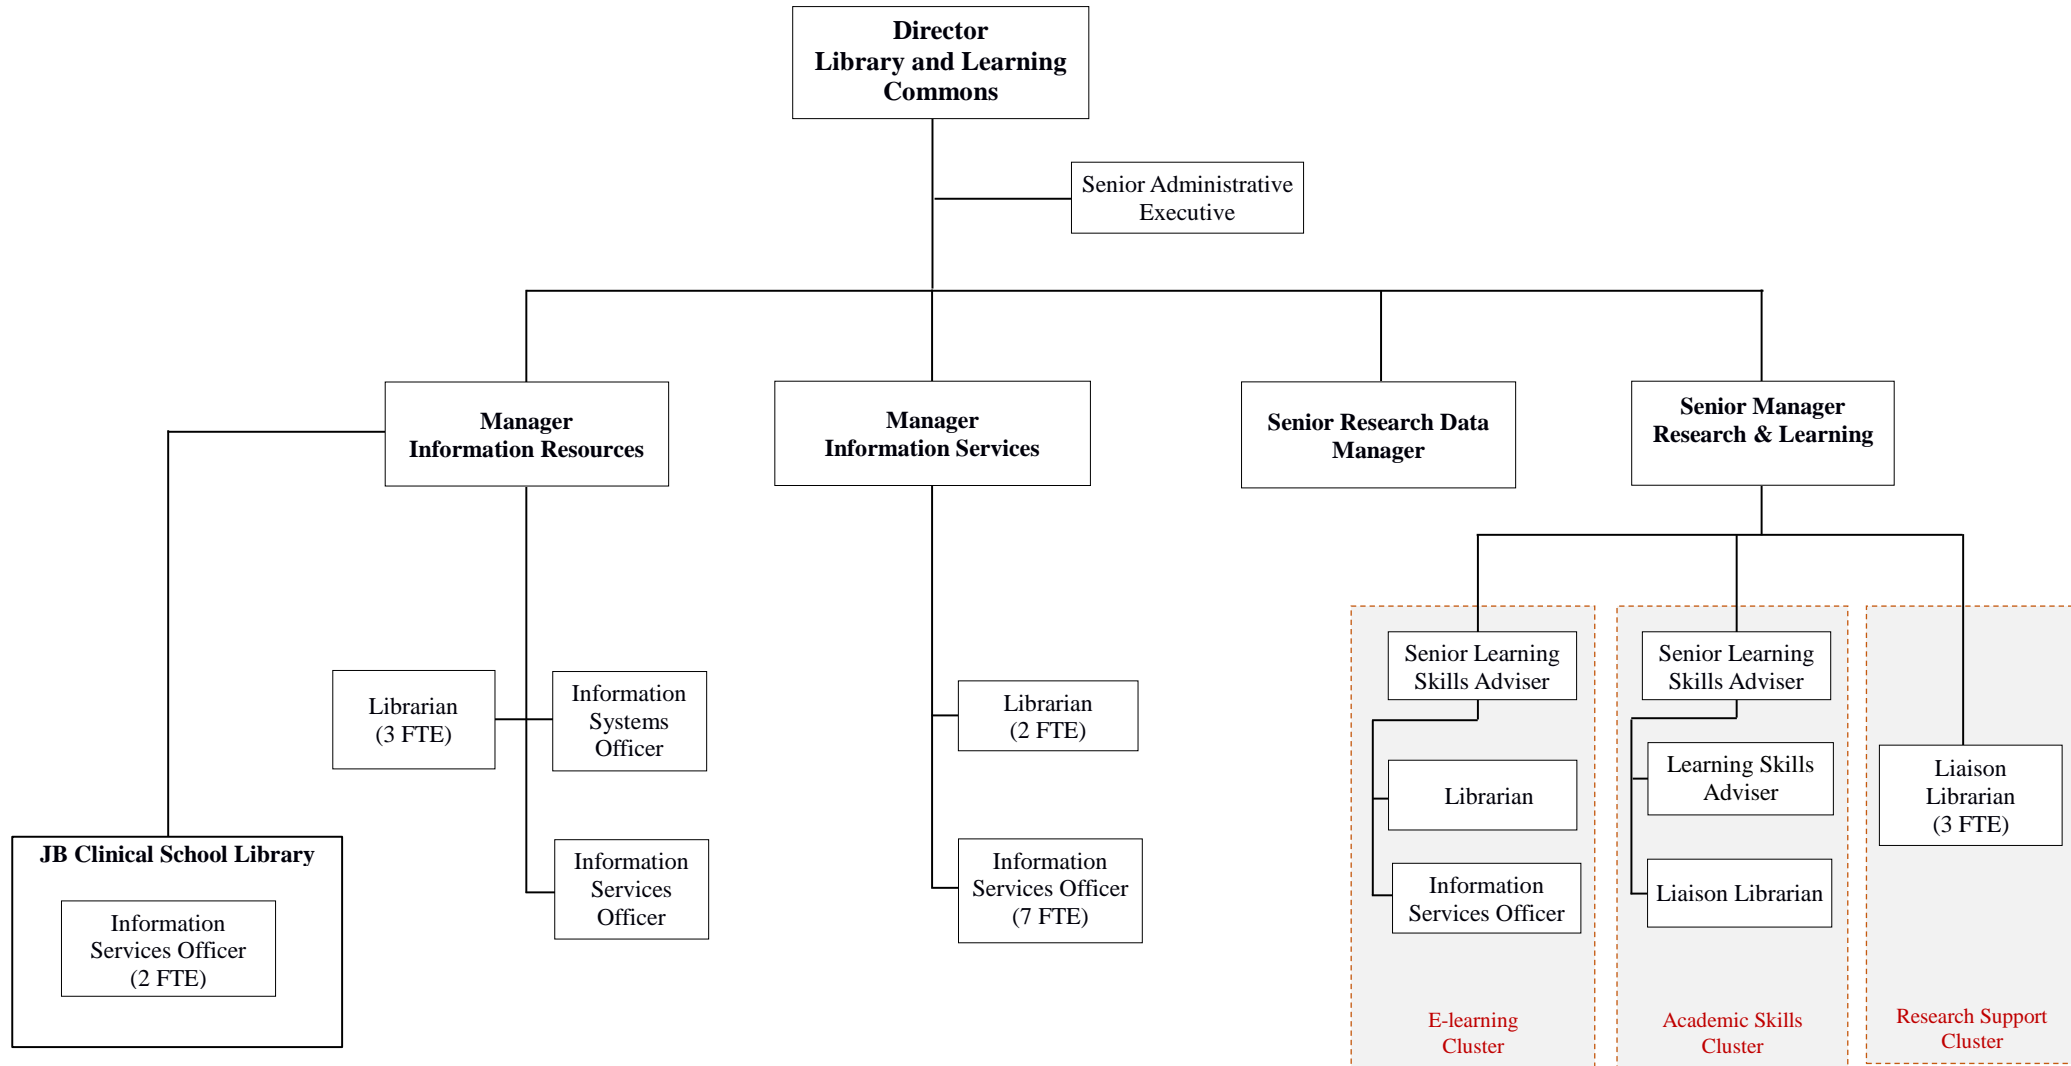 Director
Library and Learning
Commons
Senior Administrative
Executive
Manager
Information Resources
Manager
Information Services
Senior Research Data
Manager
Senior Manager
Research & Learning
Librarian
(3 FTE)
Information
Systems
Officer
Information
Services
Officer
JB Clinical School Library
Information
Services Officer
(2 FTE)
Librarian
(2 FTE)
Information
Services Officer
(7 FTE)
Senior Learning
Skills Adviser
Librarian
Information
Services Officer
E-learning
Cluster
Senior Learning
Skills Adviser
Learning Skills
Adviser
Liaison Librarian
Academic Skills
Cluster
Liaison
Librarian
(3 FTE)
Research Support
Cluster